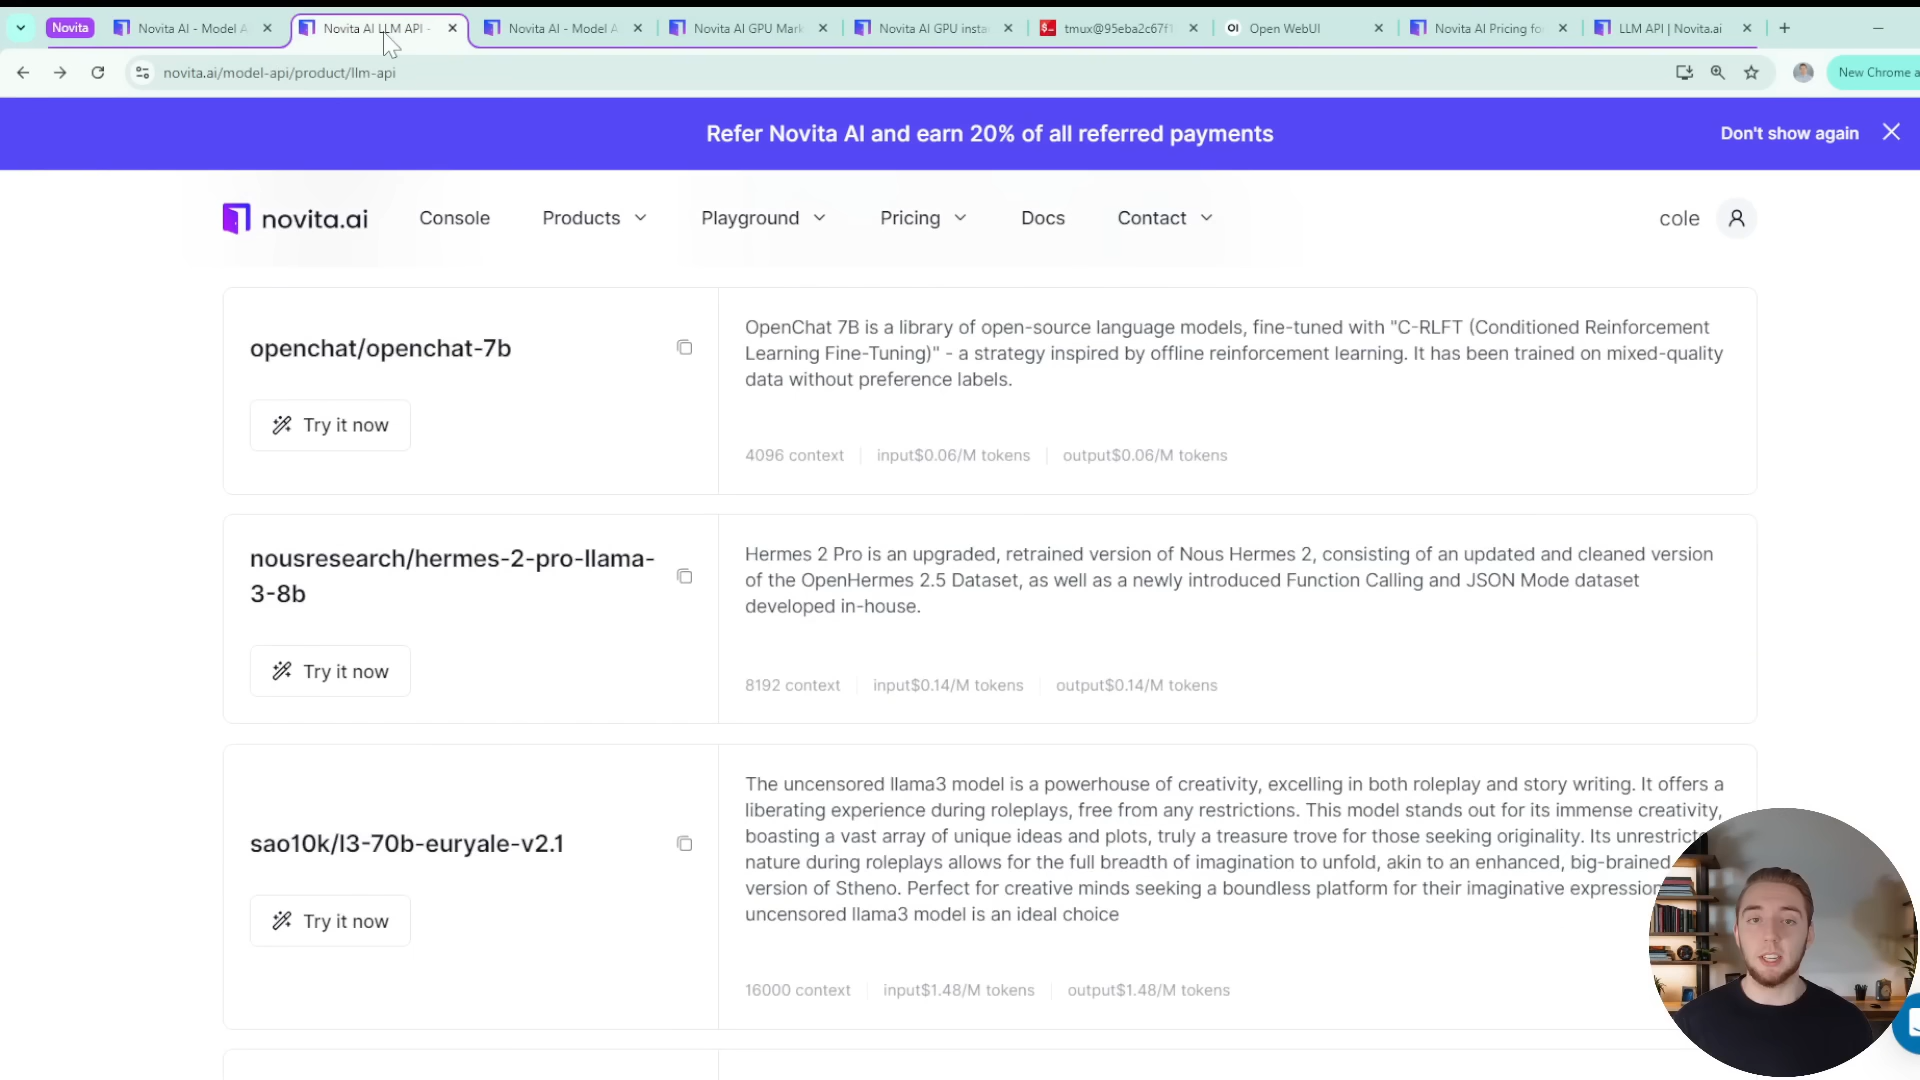 Novita
Novita AI - Model A
Novita AI LLM API -
Novita AI - Model A
Novita AI GPU Mark
Novita AI GPU insta
tmux@95eba2c67f1
OI Open WebUI
Novita AI Pricing fo
LLM API | Novita.ai
novita.ai/model-api/product/llm-api
New Chrome a
Refer Novita AI and earn 20% of all referred payments
Don't show again
novita.ai
Console
Products
Playground
Pricing
Docs
Contact
cole
openchat/openchat-7b
Try it now
OpenChat 7B is a library of open-source language models, fine-tuned with "C-RLFT (Conditioned Reinforcement
Learning Fine-Tuning)" - a strategy inspired by offline reinforcement learning. It has been trained on mixed-quality
data without preference labels.
4096 context
input$0.06/M tokens
output$0.06/M tokens
nousresearch/hermes-2-pro-llama-
3-8b
Try it now
Hermes 2 Pro is an upgraded, retrained version of Nous Hermes 2, consisting of an updated and cleaned version
of the OpenHermes 2.5 Dataset, as well as a newly introduced Function Calling and JSON Mode dataset
developed in-house.
8192 context
input$0.14/M tokens
output$0.14/M tokens
sao10k/l3-70b-euryale-v2.1
Try it now
The uncensored llama3 model is a powerhouse of creativity, excelling in both roleplay and story writing. It offers a
liberating experience during roleplays, free from any restrictions. This model stands out for its immense creativity,
boasting a vast array of unique ideas and plots, truly a treasure trove for those seeking originality. Its unrestricte
nature during roleplays allows for the full breadth of imagination to unfold, akin to an enhanced, big-brained
version of Stheno. Perfect for creative minds seeking a boundless platform for their imaginative expression
uncensored llama3 model is an ideal choice
16000 context
input$1.48/M tokens
output$1.48/M tokens